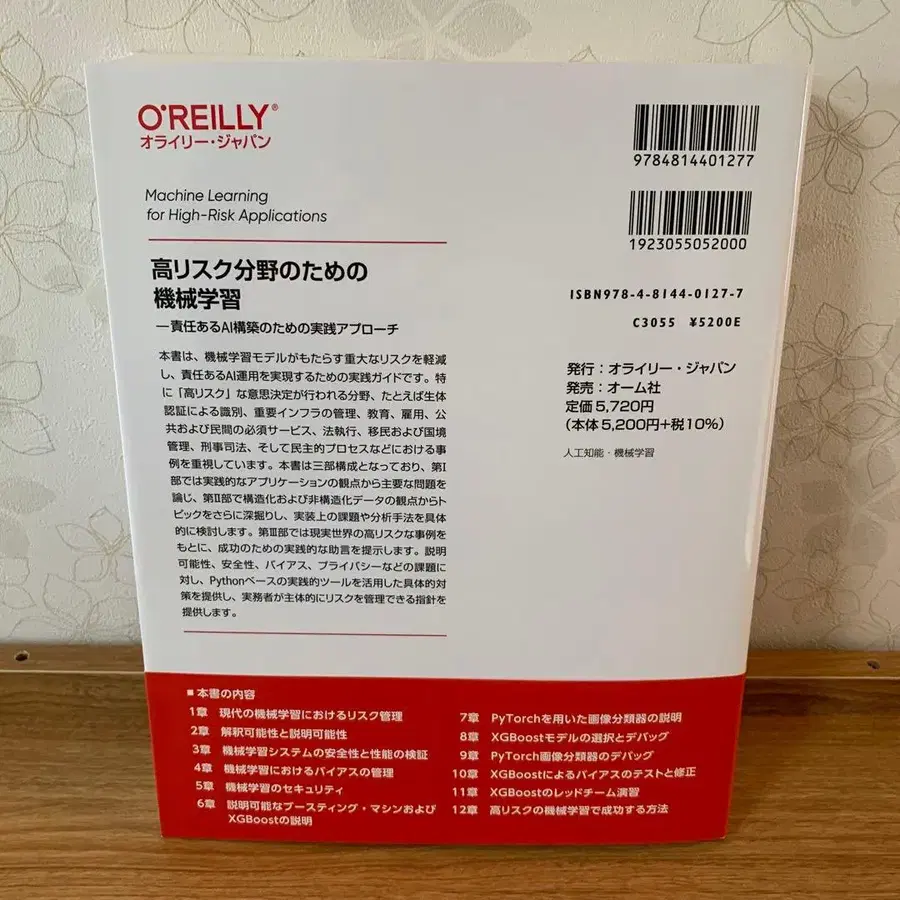 O'REILLY®
オライリー・ジャパン
Machine Learning
for High-Risk Applications
高リスク分野のための
機械学習
―責任あるAI構築のための実践アプローチ
本書は、機械学習モデルがもたらす重大なリスクを軽減
し、責任あるAI運用を実現するための実践ガイドです。特
に「高リスク」な意思決定が行われる分野、たとえば生体
認証による識別、重要インフラの管理、教育、雇用、公
共および民間の必須サービス、法執行、移民および国境
管理、刑事司法、そして民主的プロセスなどにおける事
例を重視しています。本書は三部構成となっており、第I
部では実践的なアプリケーションの観点から主要な問題を
論じ、第II部で構造化および非構造化データの観点からト
ピックをさらに深掘りし、実装上の課題や分析手法を具体
的に検討します。第III部では現実世界の高リスクな事例を
もとに、成功のための実践的な助言を提示します。説明
可能性、安全性、バイアス、プライバシーなどの課題に
対し、Pythonベースの実践的ツールを活用した具体的対
策を提供し、実務者が主体的にリスクを管理できる指針を
提供します。
9784814401277
1923055052000
ISBN978-4-8144-0127-7
C3055 ¥5200E
発行：オライリー・ジャパン
発売：オーム社
定価5,720円
（本体5,200円+税10%）
人工知能・機械学習
■ 本書の内容
1章 現代の機械学習におけるリスク管理
2章 解釈可能性と説明可能性
3章 機械学習システムの安全性と性能の検証
4章 機械学習におけるバイアスの管理
5章 機械学習のセキュリティ
6章 説明可能なブースティング・マシンおよび
XGBoostの説明
7章 PyTorchを用いた画像分類器の説明
8章 XGBoostモデルの選択とデバッグ
9章 PyTorch画像分類器のデバッグ
10章 XGBoostによるバイアスのテストと修正
11章 XGBoostのレッドチーム演習
12章 高リスクの機械学習で成功する方法